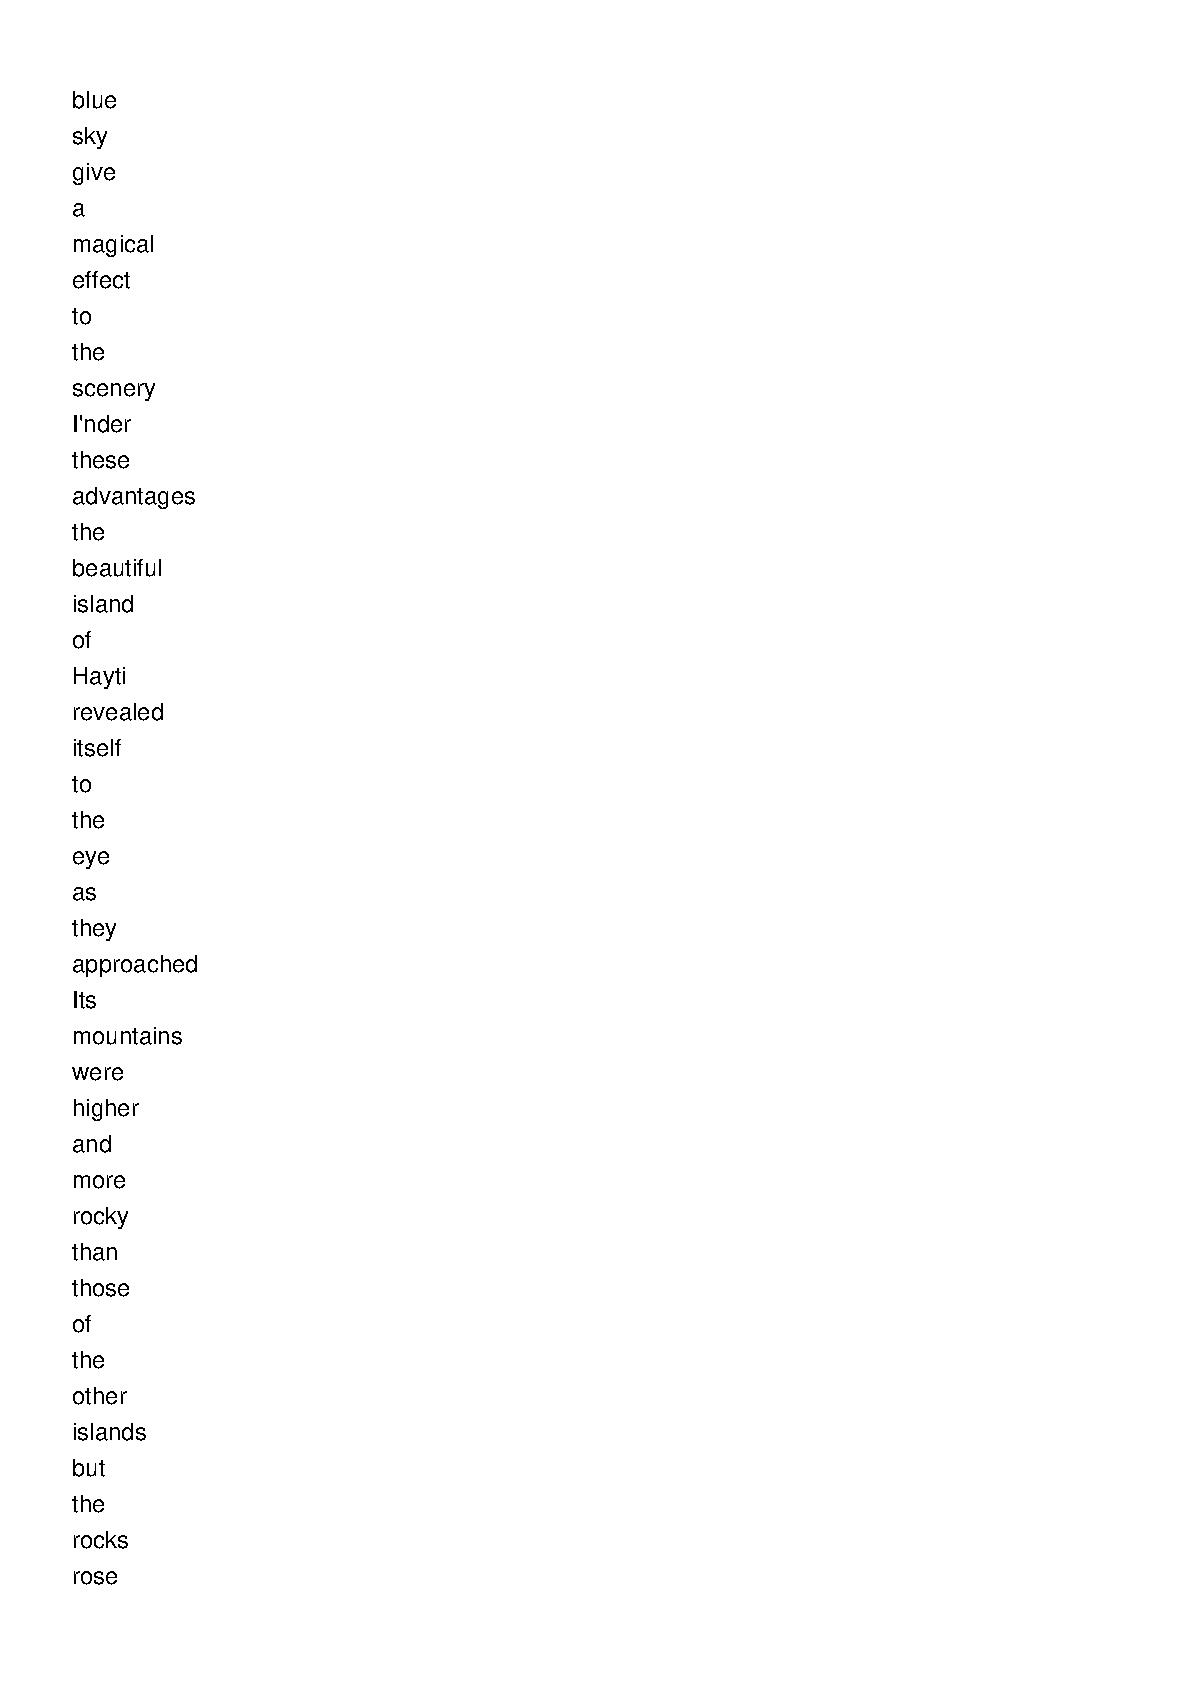 blue
sky
give
a
magical
effect
to
the
scenery
I'nder
these
advantages
the
beautiful
island
of
Hayti
revealed
itself
to
the
eye
as
they
approached
Its
mountains
were
higher
and
more
rocky
than
those
of
the
other
islands
but
the
rocks
rose